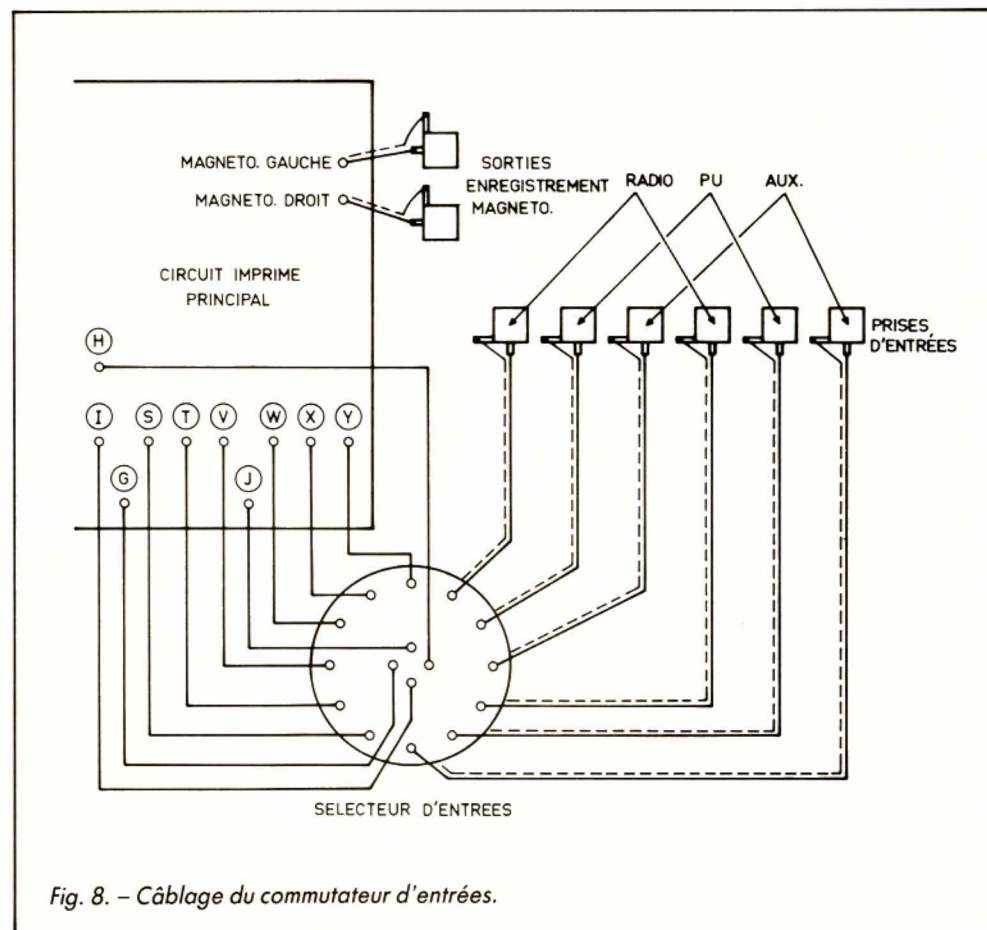 MAGNETO. GAUCHE
MAGNETO. DROIT
SORTIES
ENREGISTREMENT
MAGNETO.
RADIO
PU
AUX.
CIRCUIT IMPRIME
PRINCIPAL
PRISES
D'ENTRÉES
H
I
S
T
V
W
X
Y
G
J
SELECTEUR D'ENTREES
Fig. 8. – Câblage du commutateur d'entrées.